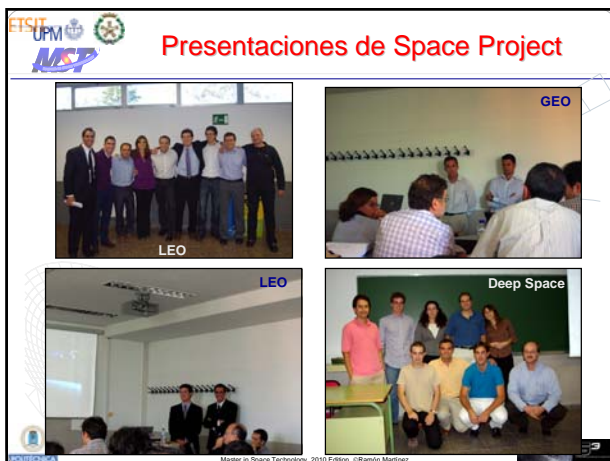 ETSIT
UPM
MST
Presentaciones de Space Project
LEO
GEO
LEO
Deep Space
POLITÉCNICA
Master in Space Technology. 2010 Edition. ©Ramón Martínez